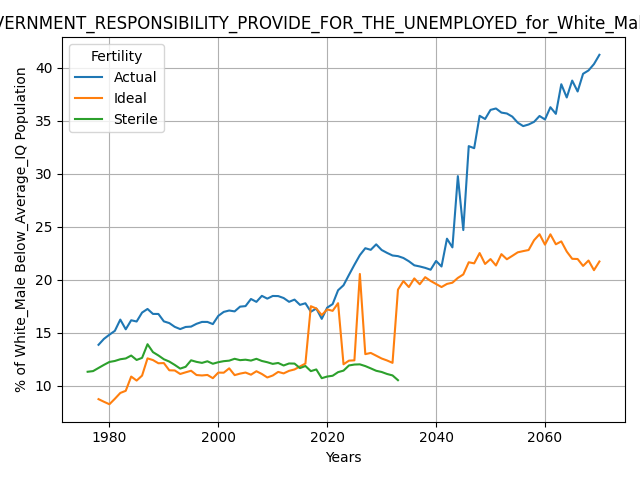 VERNMENT_RESPONSIBILITY_PROVIDE_FOR_THE_UNEMPLOYED_for_White_Mal
Fertility
Actual
Ideal
Sterile
% of White_Male Below_Average_IQ Population
40
35
30
25
20
15
10
1980 2000 2020 2040 2060
Years